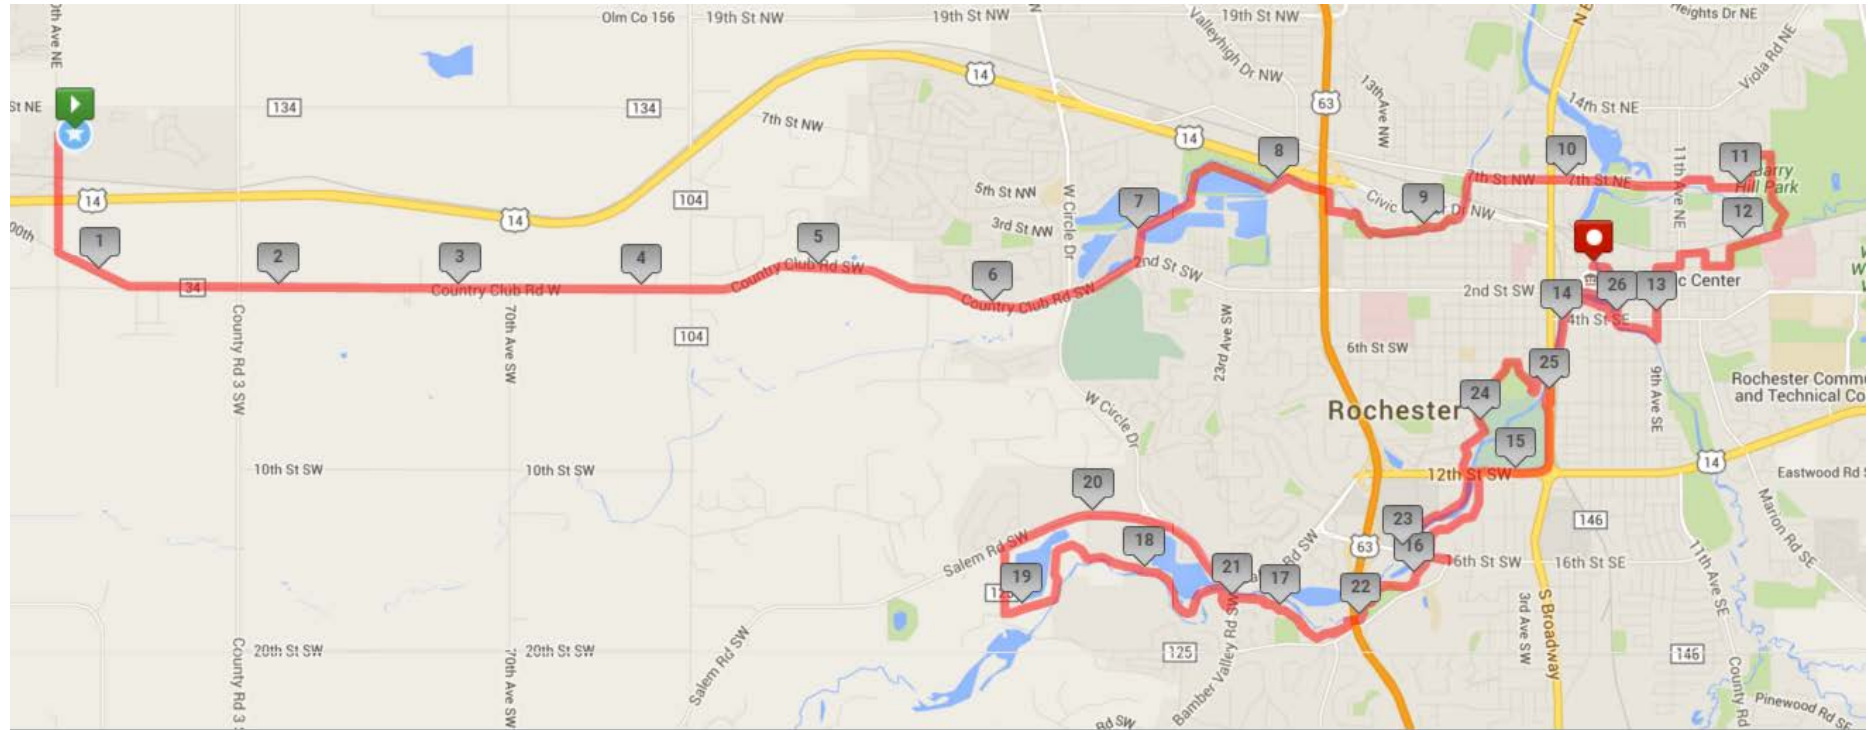 0th Ave NE
Olm Co 156
19th St NW
19th St NW
19th St NW
Valleyhigh Dr NW
N E
Heights Dr NE
Viola Rd NE
St NE
134
134
14
63
13th Ave NW
14th St NE
7th St NW
14
8
10
11
11th Ave NE
7th St NW
7th St NE
Hill Park
14
104
5th St NW
W Circle Dr
7
9
Civic
Dr NW
12
14
00th
1
2
3
4
5
3rd St NW
2nd St SW
Country Club Rd SW
6
34
Country Club Rd W
Country Club Rd SW
2nd St SW
14
26
13
c Center
4th St SE
County Rd 3 SW
70th Ave SW
104
23rd Ave SW
6th St SW
25
9th Ave SE
Rochester Commu
and Technical Co
W Circle Dr
Rochester
24
15
10th St SW
10th St SW
12th St SW
14
Eastwood Rd S
20
23
146
Marion Rd SE
Salem Rd SW
18
Rd SW
63
16
16th St SW
16th St SE
11th Ave SE
19
21
17
22
S Broadway
3rd Ave SW
County Rd 3 S
20th St SW
70th Ave SW
20th St SW
Salem Rd SW
125
Bamber Valley Rd SW
146
County Rd
Pinewood Rd SE
Rd SW